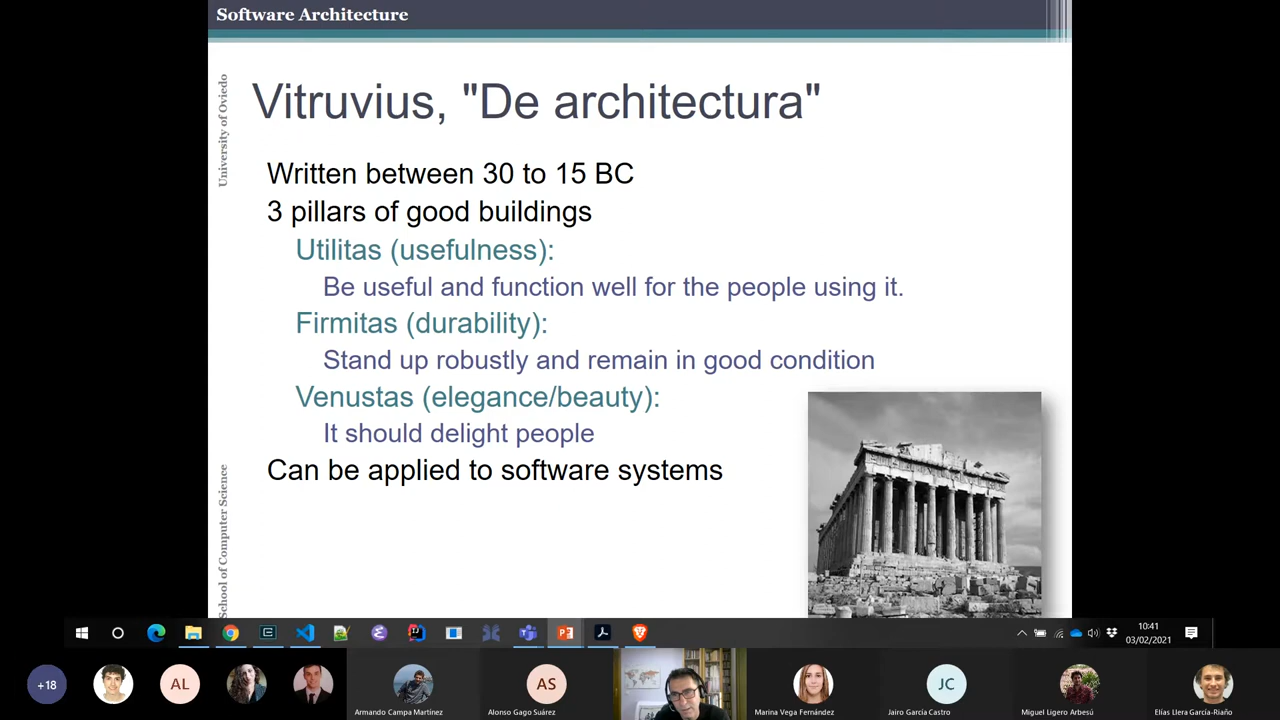 Software Architecture
University of Oviedo
Vitruvius, "De architectura"
Written between 30 to 15 BC
3 pillars of good buildings
Utilitas (usefulness):
Be useful and function well for the people using it.
Firmitas (durability):
Stand up robustly and remain in good condition
Venustas (elegance/beauty):
It should delight people
Can be applied to software systems
School of Computer Science
10:41
03/02/2021
+18
AL
AS
JC
Armando Campa Martínez
Alonso Gago Suárez
Marina Vega Fernández
Jairo García Castro
Miguel Ligero Arbesú
Elías Llera García-Riaño